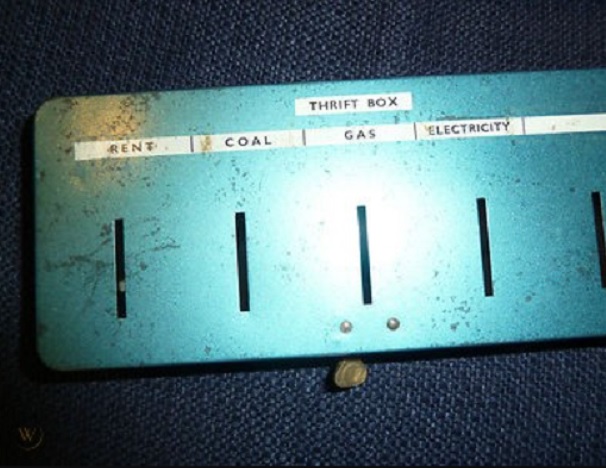 THRIFT BOX
RENT COAL GAS ELECTRICITY
W